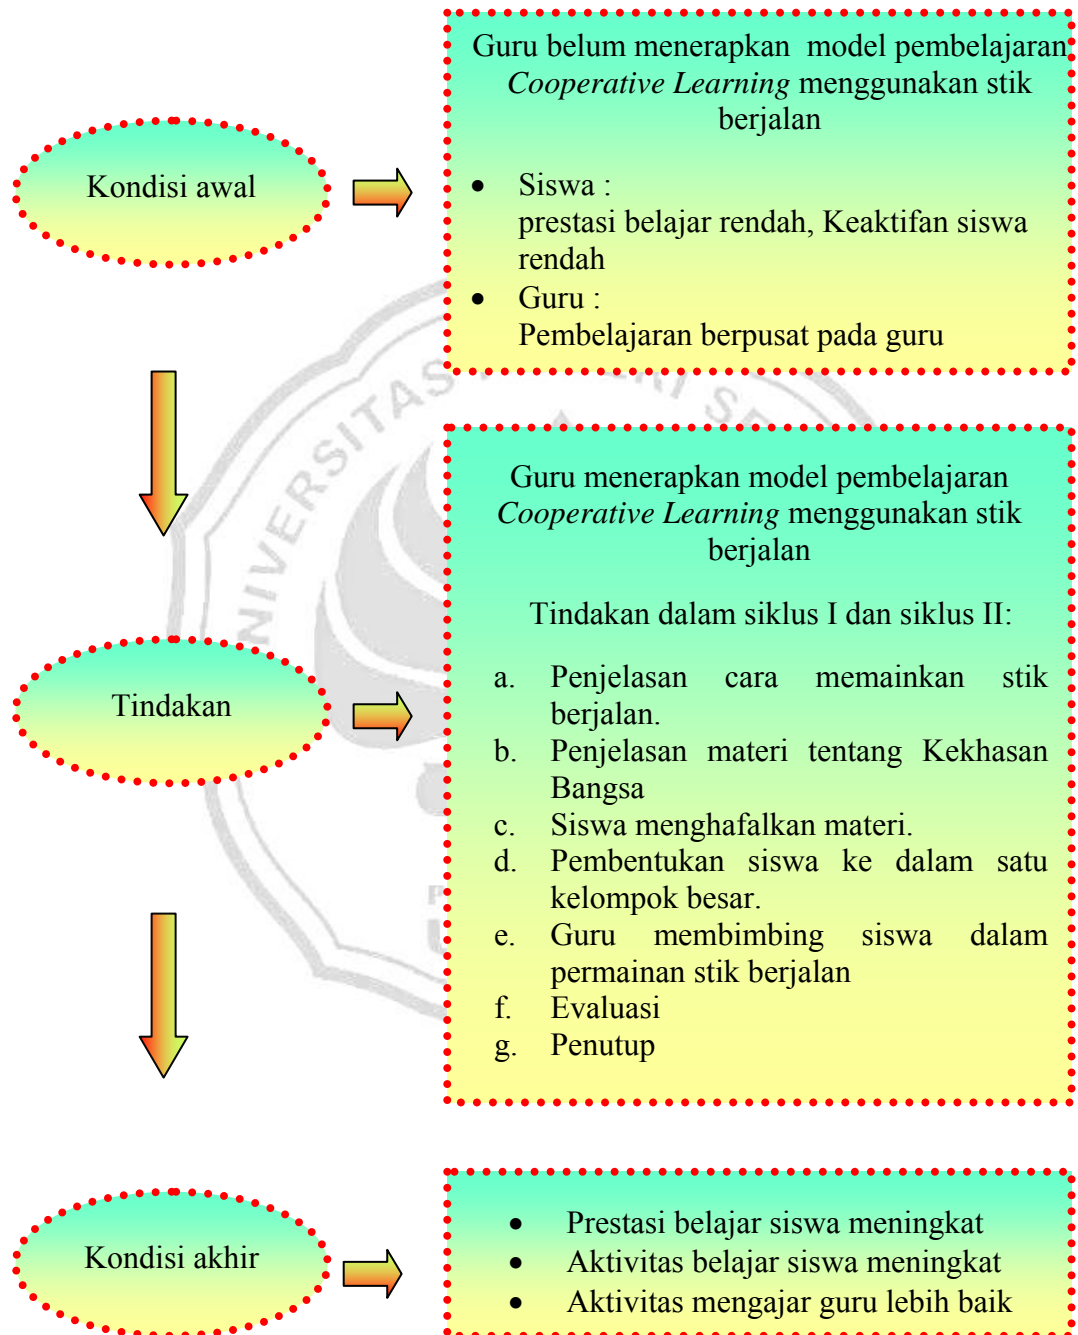 Guru belum menerapkan  model pembelajaran
Cooperative Learning menggunakan stik
berjalan
Kondisi awal
• Siswa :
prestasi belajar rendah, Keaktifan siswa
rendah
• Guru :
Pembelajaran berpusat pada guru
Guru menerapkan model pembelajaran
Cooperative Learning menggunakan stik
berjalan
Tindakan dalam siklus I dan siklus II:
Tindakan
a. Penjelasan cara memainkan stik
berjalan.
b. Penjelasan materi tentang Kekhasan
Bangsa
c. Siswa menghafalkan materi.
d. Pembentukan siswa ke dalam satu
kelompok besar.
e. Guru membimbing siswa dalam
permainan stik berjalan
f. Evaluasi
g. Penutup
Kondisi akhir
• Prestasi belajar siswa meningkat
• Aktivitas belajar siswa meningkat
• Aktivitas mengajar guru lebih baik